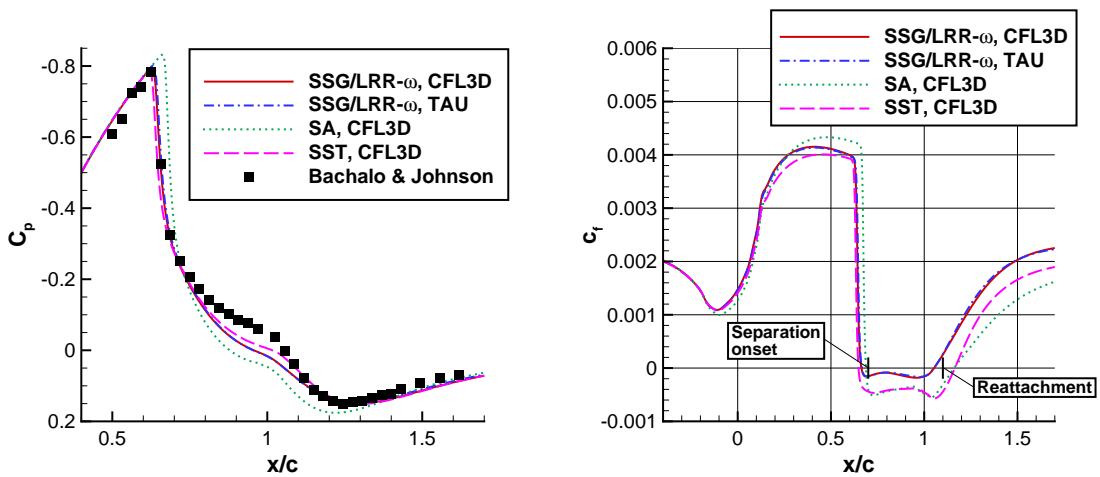 SSG/LRR-ω, CFL3D
SSG/LRR-ω, TAU
SA, CFL3D
SST, CFL3D
Bachalo & Johnson
-0.8
-0.6
-0.4
-0.2
0
0.2
Cp
0.5
1
1.5
x/c
SSG/LRR-ω, CFL3D
SSG/LRR-ω, TAU
SA, CFL3D
SST, CFL3D
0.006
0.005
0.004
0.003
0.002
0.001
0
-0.001
cf
Separation
onset
Reattachment
0
0.5
1
1.5
x/c